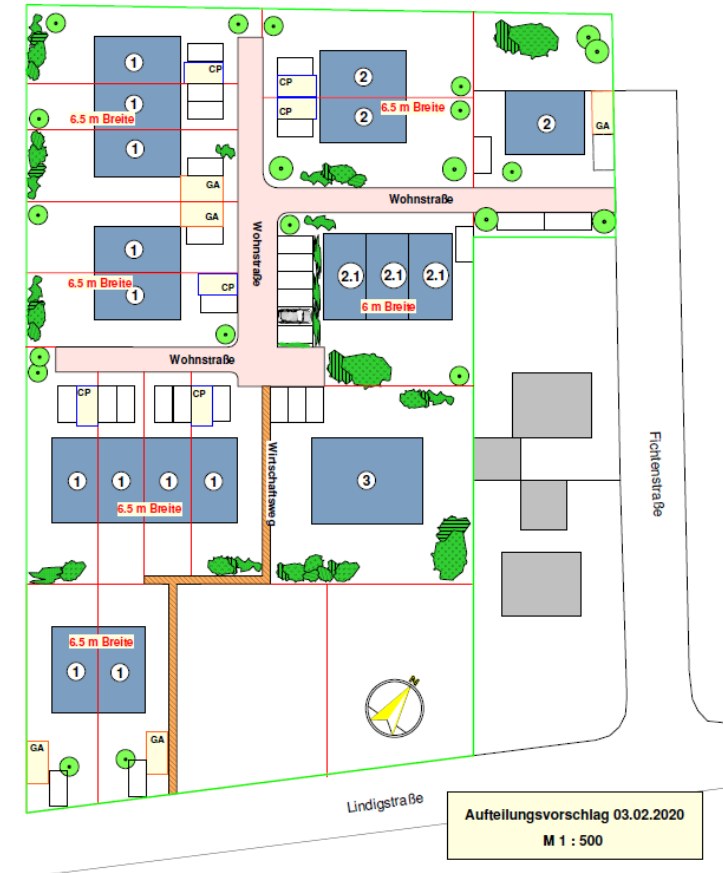 1
CP
2
CP
1
6.5 m Breite
CP
6.5 m Breite
2
2
GA
1
GA
Wohnstraße
GA
Wohnstraße
1
2.1
2.1
2.1
6.5 m Breite
CP
1
6 m Breite
Wohnstraße
CP
CP
Wirtschaftsweg
Fichtenstraße
1
1
1
1
3
6.5 m Breite
6.5 m Breite
1
1
N
GA
GA
Lindigstraße
Aufteilungsvorschlag 03.02.2020
M 1 : 500